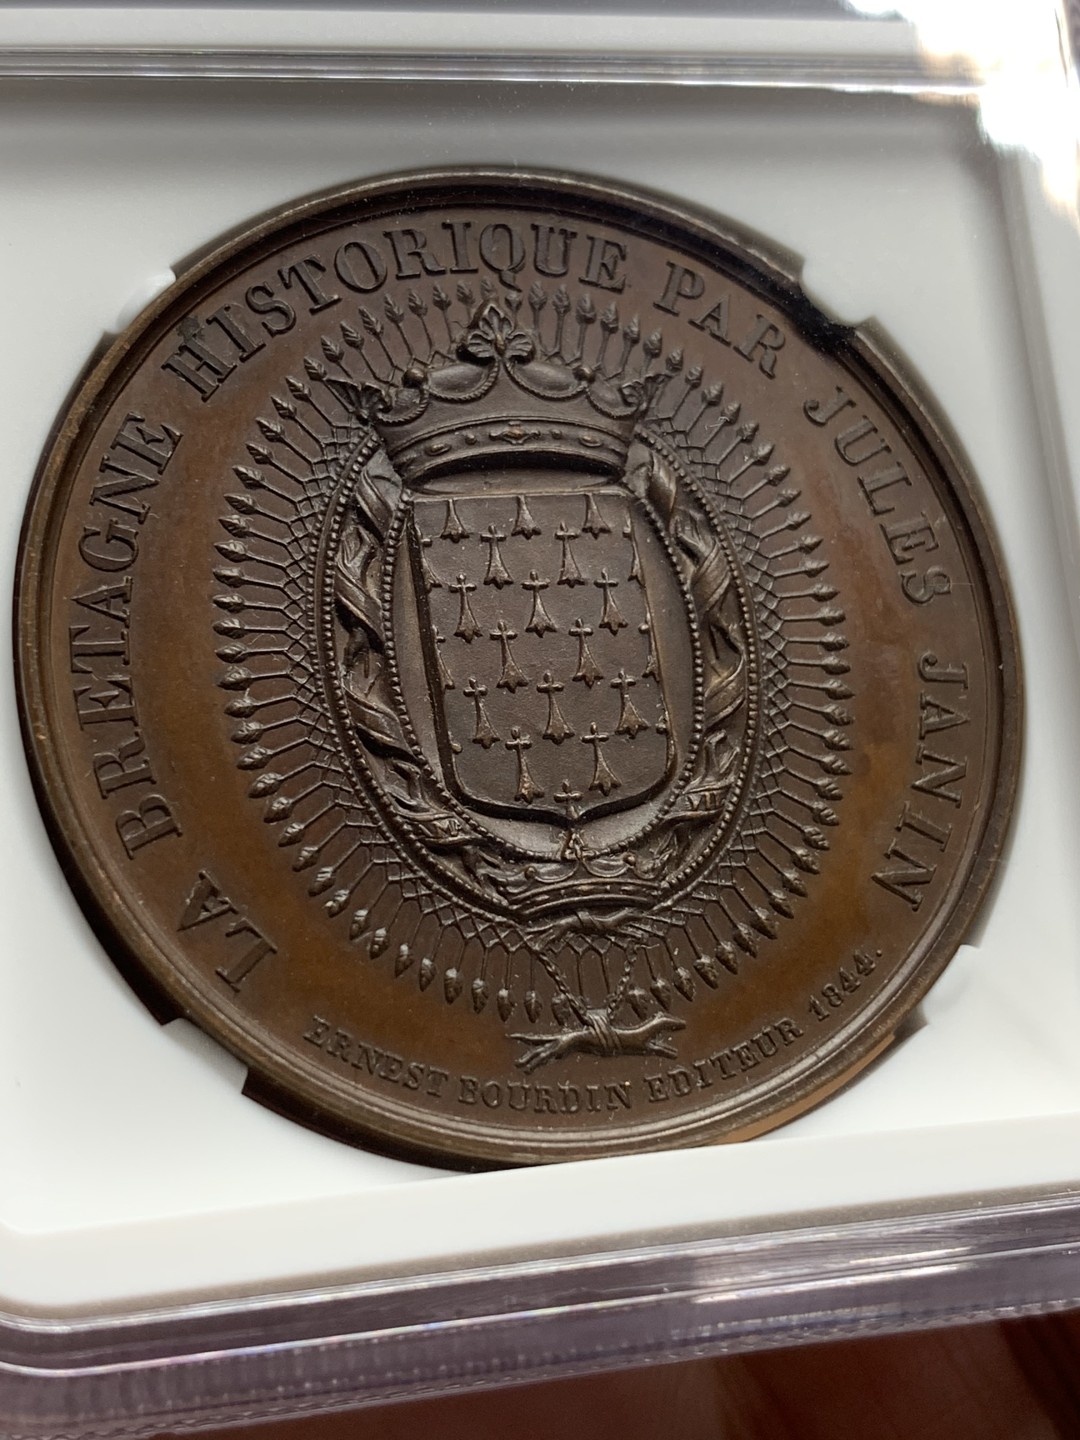 LA BRETAGNE HISTORIQUE PAR JULES JANIN
ERNEST BOURDIN EDITEUR 1844.